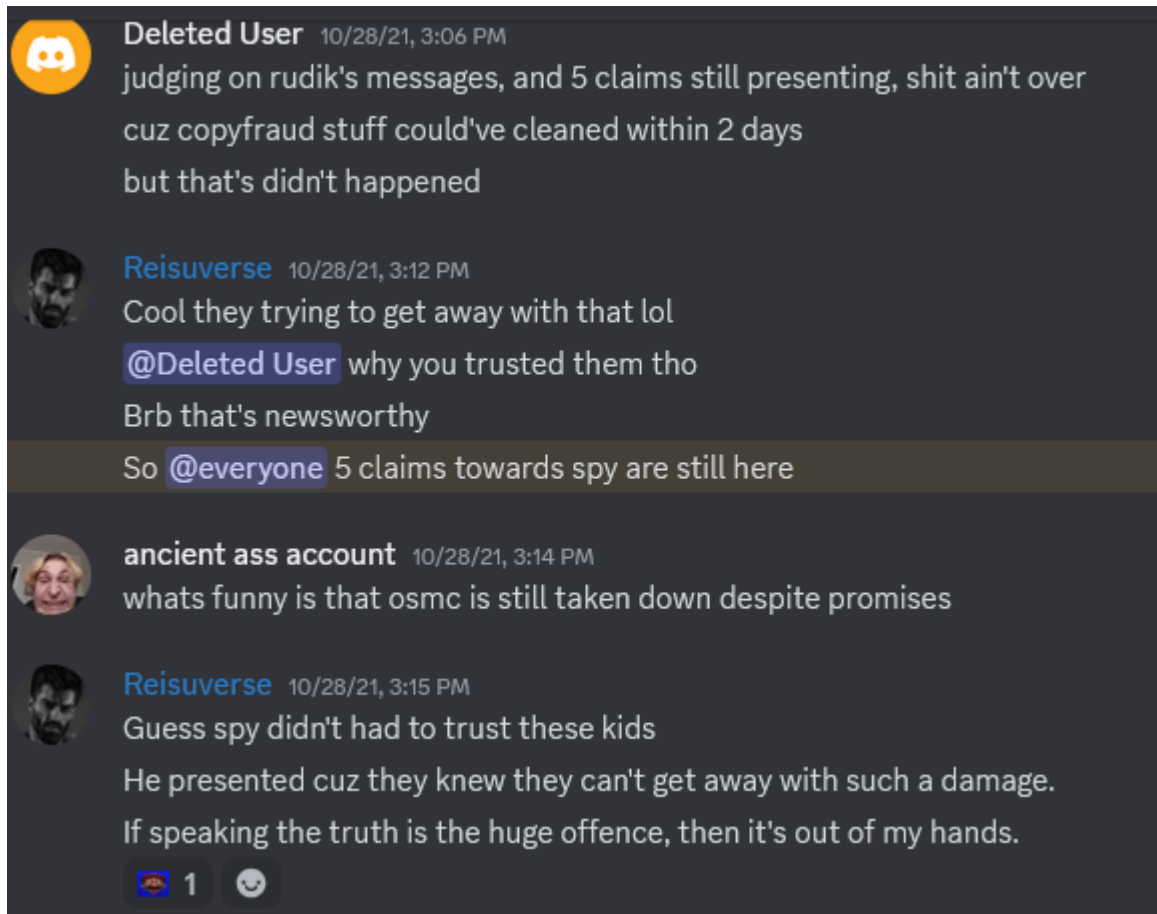 Deleted User 10/28/21, 3:06 PM
judging on rudik's messages, and 5 claims still presenting, shit ain't over
cuz copyfraud stuff could've cleaned within 2 days
but that's didn't happened
Reisuverse 10/28/21, 3:12 PM
Cool they trying to get away with that lol
@Deleted User why you trusted them tho
Brb that's newsworthy
So @everyone 5 claims towards spy are still here
ancient ass account 10/28/21, 3:14 PM
whats funny is that osmc is still taken down despite promises
Reisuverse 10/28/21, 3:15 PM
Guess spy didn't had to trust these kids
He presented cuz they knew they can't get away with such a damage.
If speaking the truth is the huge offence, then it's out of my hands.
1